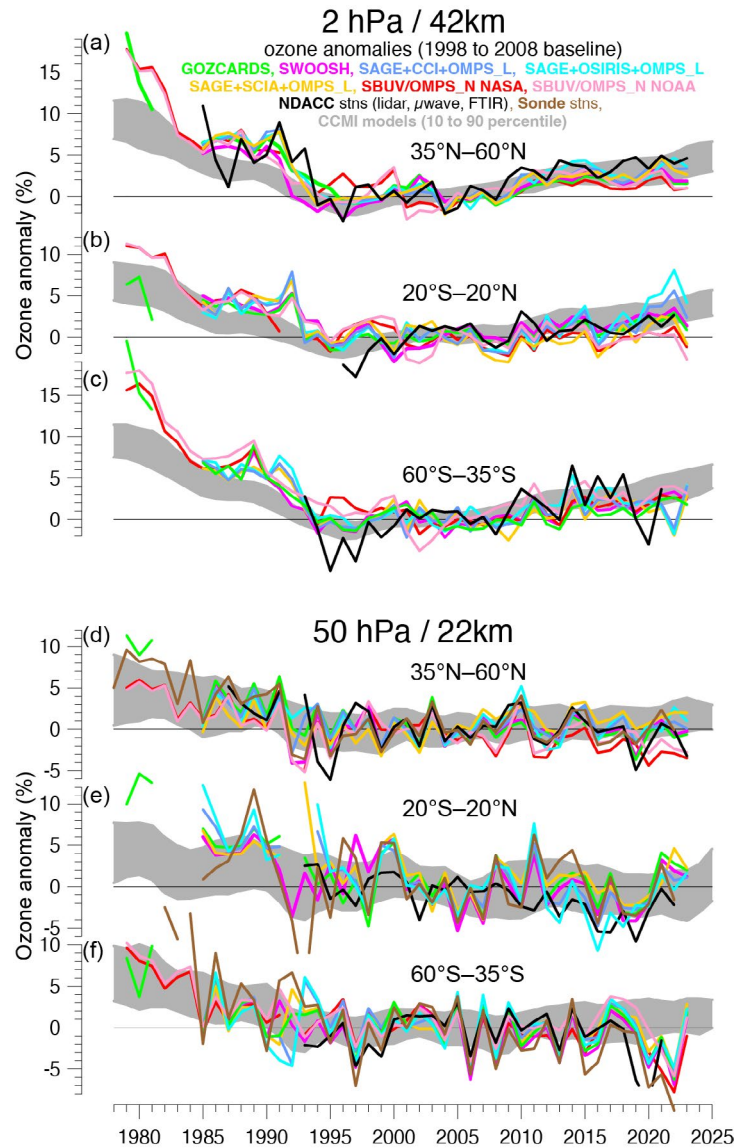 2 hPa / 42km
(a)
ozone anomalies (1998 to 2008 baseline)
GOZCARDS, SWOOSH, SAGE+CCI+OMPS_L, SAGE+OSIRIS+OMPS_L
SAGE+SCIA+OMPS_L, SBUV/OMPS_N NASA, SBUV/OMPS_N NOAA
NDACC stns (lidar, μwave, FTIR), Sonde stns,
CCMI models (10 to 90 percentile)
35°N–60°N
15
10
5
0
Ozone anomaly (%)
(b)
20°S–20°N
10
5
0
(c)
60°S–35°S
15
10
5
0
50 hPa / 22km
(d)
35°N–60°N
10
5
0
-5
Ozone anomaly (%)
(e)
20°S–20°N
10
5
0
-5
(f)
60°S–35°S
10
5
0
-5
1980 1985 1990 1995 2000 2005 2010 2015 2020 2025